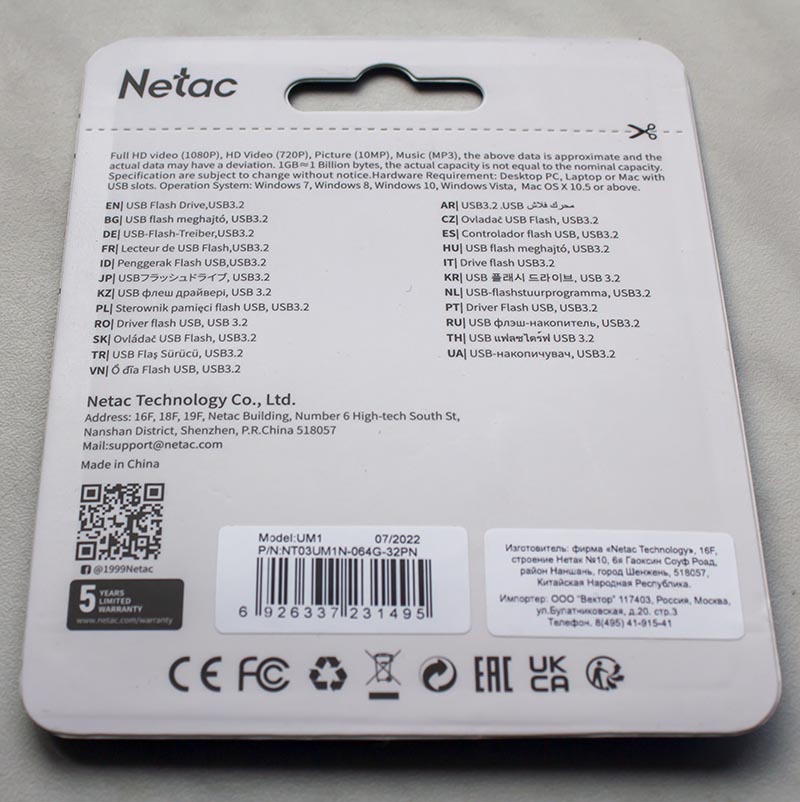 Netac
Full HD video (1080P), HD Video (720P), Picture (10MP), Music (MP3), the above data is approximate and the
actual data may have a deviation. 1GB≈1 Billion bytes, the actual capacity is not equal to the nominal capacity.
Specification are subject to change without notice.Hardware Requirement: Desktop PC, Laptop or Mac with
USB slots. Operation System: Windows 7, Windows 8, Windows 10, Windows Vista, Mac OS X 10.5 or above.
EN| USB Flash Drive,USB3.2
BG| USB flash meghajtó, USB3.2
DE| USB-Flash-Treiber,USB3.2
FR| Lecteur de USB Flash,USB3.2
ID| Penggerak Flash USB,USB3.2
JP| USBフラッシュドライブ, USB3.2
KZ| USB флеш драйвері, USB 3.2
PL| Sterownik pamięci flash USB, USB3.2
RO| Driver flash USB, USB 3.2
SK| Ovládač USB Flash, USB3.2
TR| USB Flaş Sürücü, USB3.2
VN| Ổ đĩa Flash USB, USB3.2
AR| USB3.2 .USB محرك فلاش
CZ| Ovladač USB Flash, USB3.2
ES| Controlador flash USB, USB3.2
HU| USB flash meghajtó, USB3.2
IT| Drive flash USB3.2
KR| USB 플래시 드라이브, USB 3.2
NL| USB-flashstuurprogramma, USB3.2
PT| Driver Flash USB, USB3.2
RU| USB флэш-накопитель, USB3.2
TH| USB แฟลชไดร์ฟ USB 3.2
UA| USB-накопичувач, USB3.2
Netac Technology Co., Ltd.
Address: 16F, 18F, 19F, Netac Building, Number 6 High-tech South St,
Nanshan District, Shenzhen, P.R.China 518057
Mail:support@netac.com
Made in China
@1999Netac
5 YEARS
LIMITED
WARRANTY
www.netac.com/warranty
Model:UM1 07/2022
P/N:NT03UM1N-064G-32PN
6 926337 231495
Изготовитель: фирма «Netac Technology», 16F,
строение Нетак №10, 6я Гаоксин Соуф Роад,
район Наншань, город Шенжень, 518057,
Китайская Народная Республика.
Импортер: ООО "Вектор" 117403, Россия, Москва,
ул.Булатниковская, д.20. стр.3
Телефон. 8(495) 41-915-41
CE FC EAC UK
CA